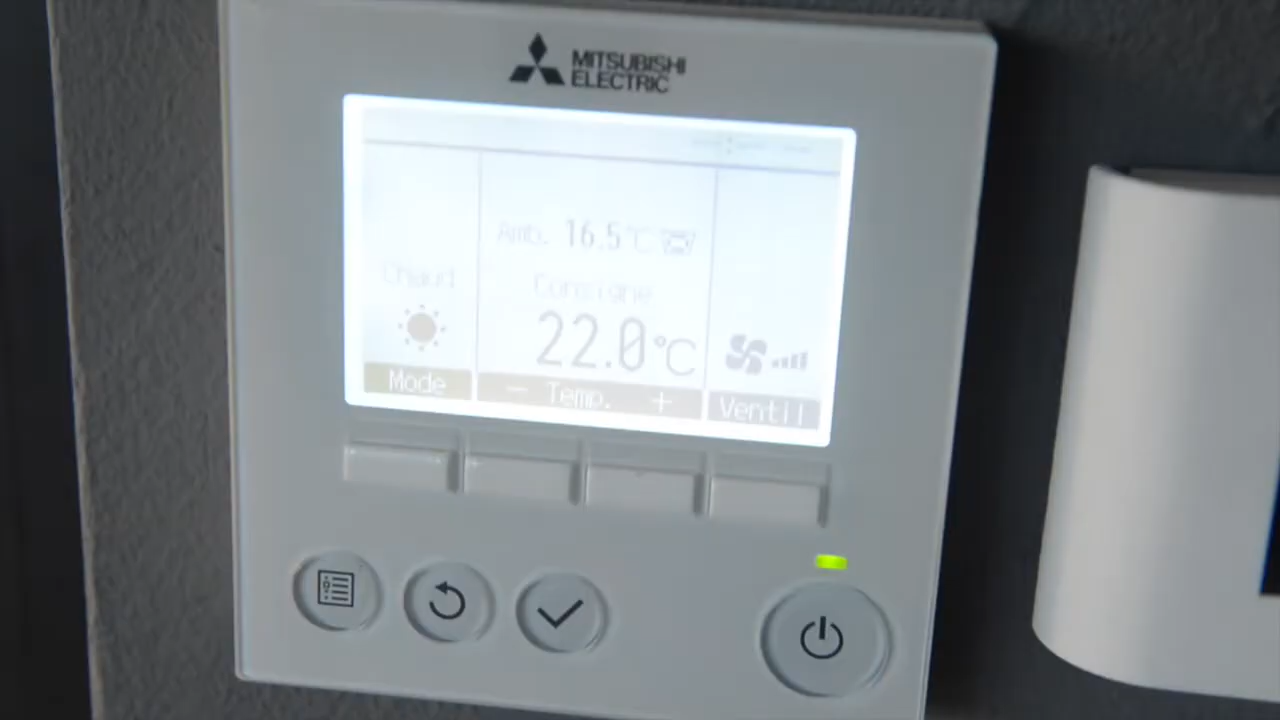 MITSUBISHI
ELECTRIC
Amb. 16.5°C
Chaud
Consigne
22.0°C
Mode
− Temp. +
Ventil